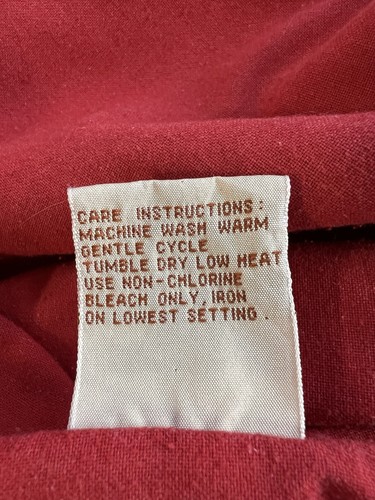 CARE INSTRUCTIONS:
MACHINE WASH WARM
GENTLE CYCLE
TUMBLE DRY LOW HEAT
USE NON-CHLORINE
BLEACH ONLY, IRON
ON LOWEST SETTING.